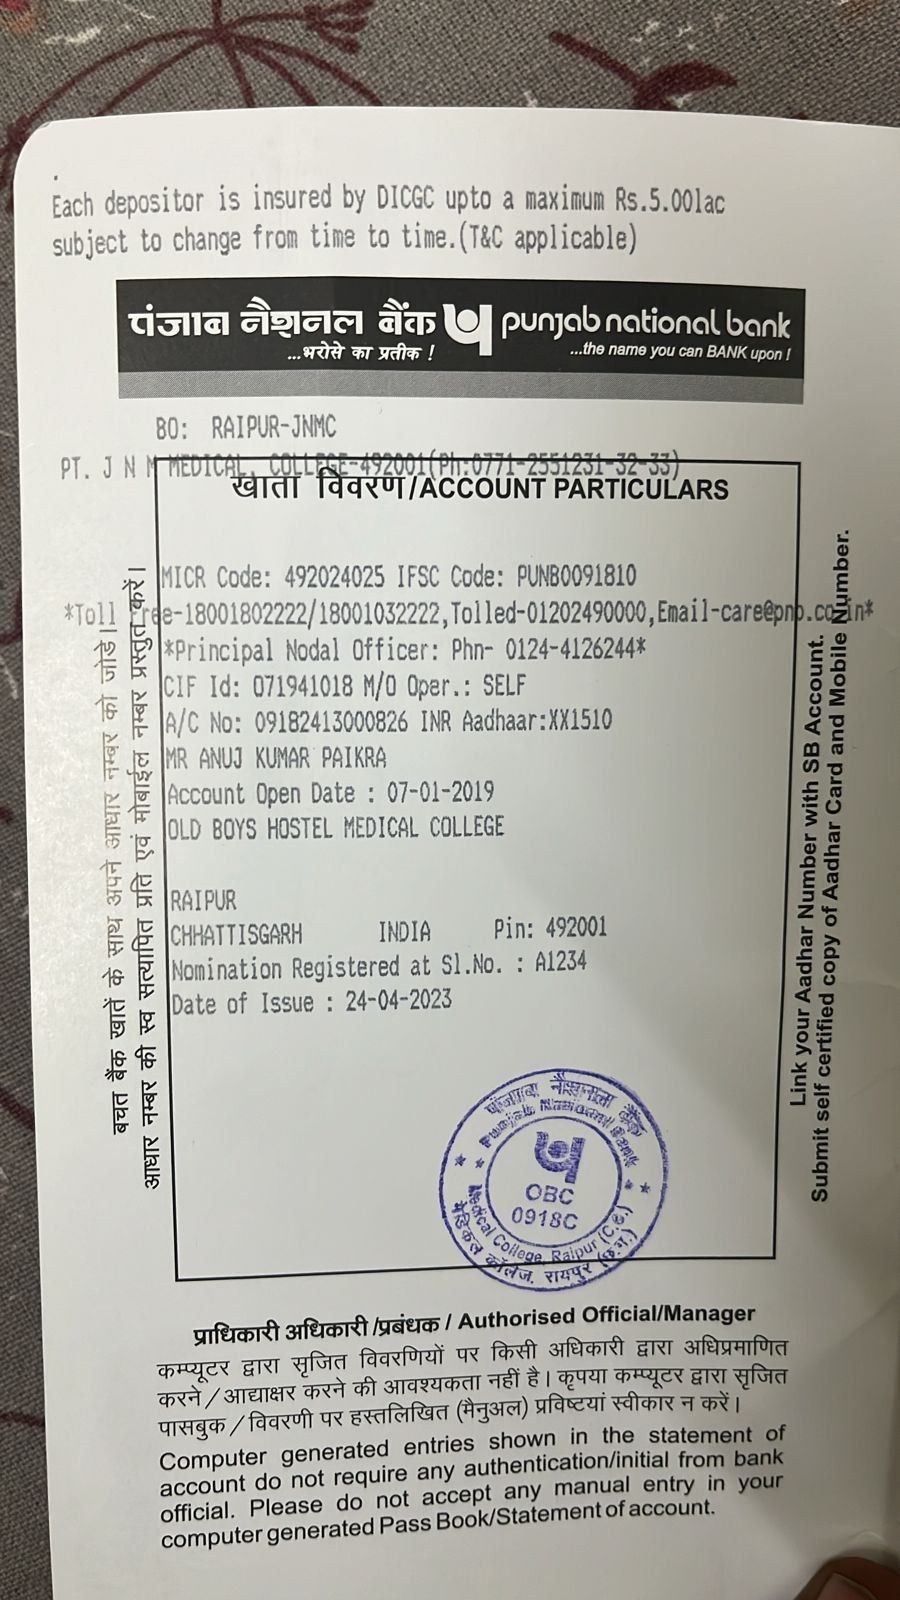 Each depositor is insured by DICGC upto a maximum Rs.5.00lac
subject to change from time to time.(T&C applicable)
पंजाब नैशनल बैंक punjab national bank
...भरोसे का प्रतीक ! ...the name you can BANK upon !
BO: RAIPUR-JNMC
PT. J N M MEDICAL, COLLEGE-492001(Ph:0771-2551231-32-33)
खाता विवरण/ACCOUNT PARTICULARS
MICR Code: 492024025 IFSC Code: PUNB0091810
*Toll Free-18001802222/18001032222,Tolled-01202490000,Email-care@pnb.co.in*
*Principal Nodal Officer: Phn- 0124-4126244*
CIF Id: 071941018 M/O Oper.: SELF
A/C No: 09182413000826 INR Aadhaar:XX1510
MR ANUJ KUMAR PAIKRA
Account Open Date : 07-01-2019
OLD BOYS HOSTEL MEDICAL COLLEGE
RAIPUR
CHHATTISGARH INDIA Pin: 492001
Nomination Registered at Sl.No. : A1234
Date of Issue : 24-04-2023
बचत बैंक खातें के साथ अपने आधार नम्बर को जोडें।
आधार नम्बर की स्व सत्यापित प्रति एवं मोबाईल नम्बर प्रस्तुत करें।
Link your Aadhar Number with SB Account.
Submit self certified copy of Aadhar Card and Mobile Number.
पंजाब नैशनल बैंक
Punjab National Bank
OBC
0918C
Medical College, Raipur (C.G.)
मेडिकल कॉलेज, रायपुर (छ.ग.)
प्राधिकारी अधिकारी/प्रबंधक / Authorised Official/Manager
कम्प्यूटर द्वारा सृजित विवरणियों पर किसी अधिकारी द्वारा अधिप्रमाणित
करने / आद्याक्षर करने की आवश्यकता नहीं है। कृपया कम्प्यूटर द्वारा सृजित
पासबुक / विवरणी पर हस्तलिखित (मैनुअल) प्रविष्टियां स्वीकार न करें।
Computer generated entries shown in the statement of
account do not require any authentication/initial from bank
official. Please do not accept any manual entry in your
computer generated Pass Book/Statement of account.